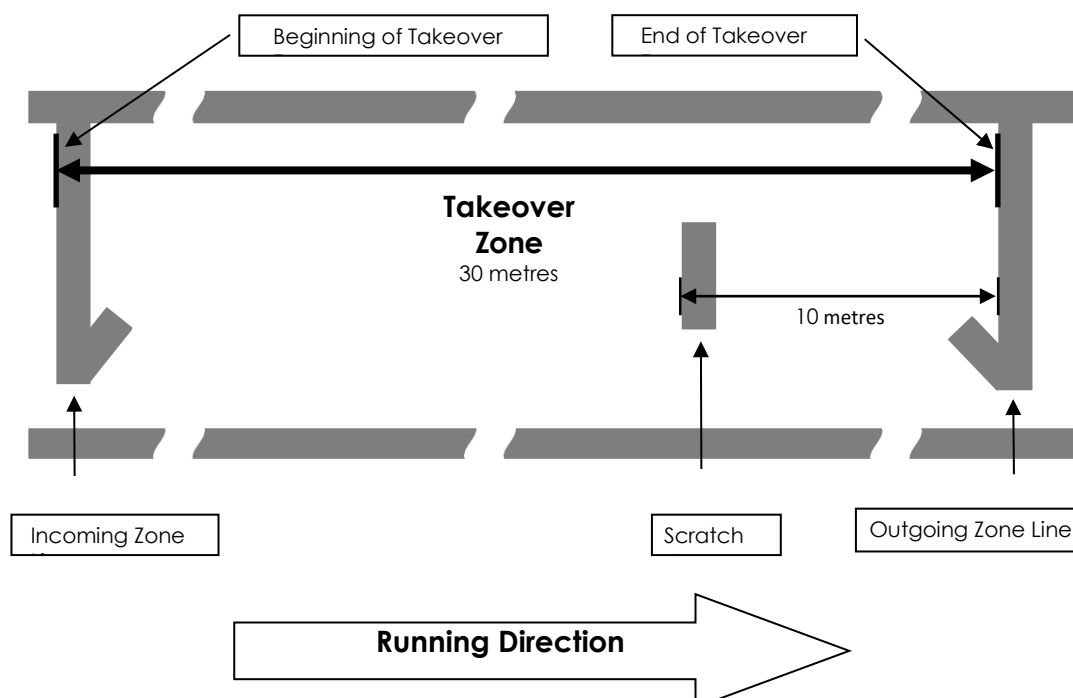 Beginning of Takeover
End of Takeover
Takeover
Zone
30 metres
10 metres
Incoming Zone
Scratch
Outgoing Zone Line
Running Direction